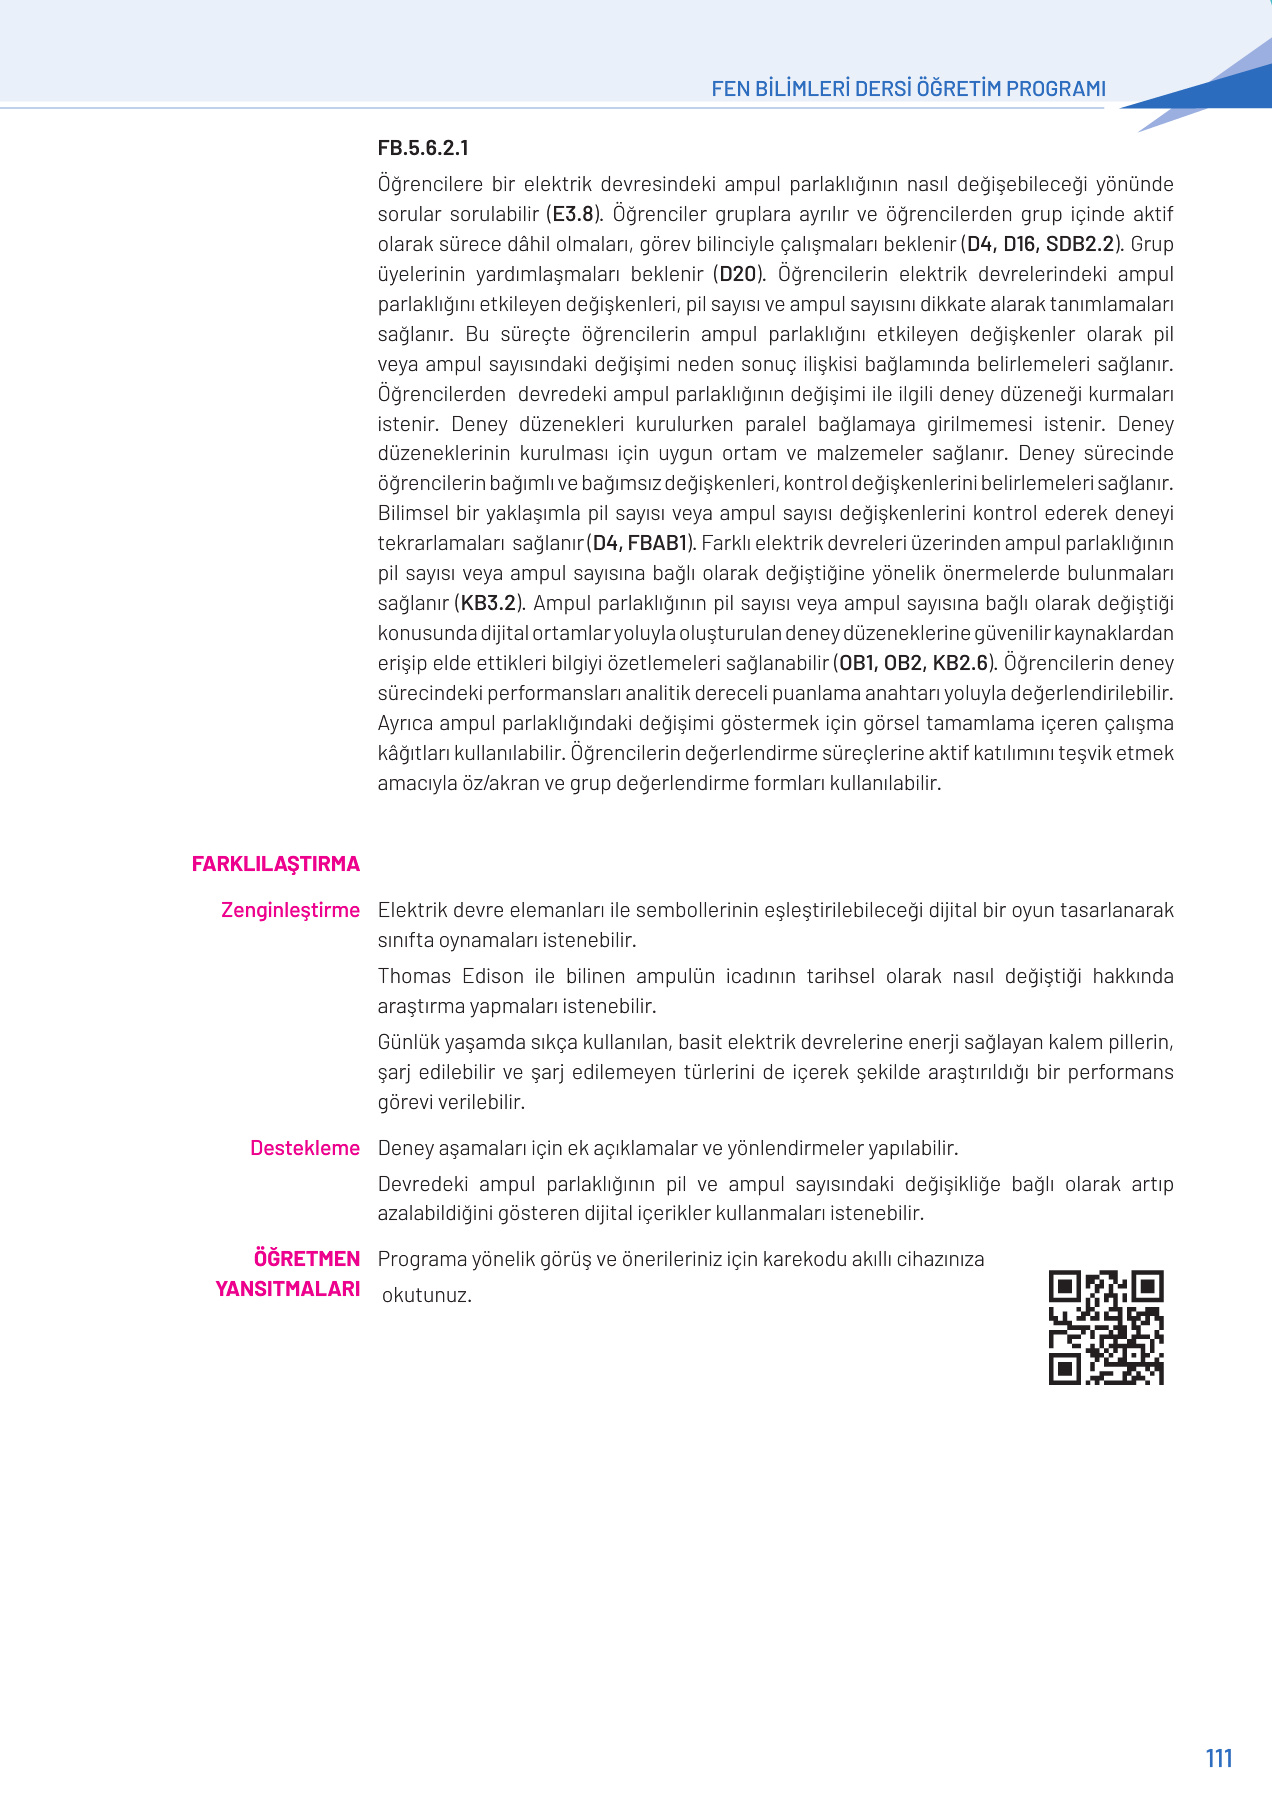 FEN BİLİMLERİ DERSİ ÖĞRETİM PROGRAMI
FB.5.6.2.1
Öğrencilere bir elektrik devresindeki ampul parlaklığının nasıl değişebileceği yönünde
sorular sorulabilir (E3.8). Öğrenciler gruplara ayrılır ve öğrencilerden grup içinde aktif
olarak sürece dâhil olmaları, görev bilinciyle çalışmaları beklenir (D4, D16, SDB2.2). Grup
üyelerinin yardımlaşmaları beklenir (D20). Öğrencilerin elektrik devrelerindeki ampul
parlaklığını etkileyen değişkenleri, pil sayısı ve ampul sayısını dikkate alarak tanımlamaları
sağlanır. Bu süreçte öğrencilerin ampul parlaklığını etkileyen değişkenler olarak pil
veya ampul sayısındaki değişimi neden sonuç ilişkisi bağlamında belirlemeleri sağlanır.
Öğrencilerden devredeki ampul parlaklığının değişimi ile ilgili deney düzeneği kurmaları
istenir. Deney düzenekleri kurulurken paralel bağlamaya girilmemesi istenir. Deney
düzeneklerinin kurulması için uygun ortam ve malzemeler sağlanır. Deney sürecinde
öğrencilerin bağımlı ve bağımsız değişkenleri, kontrol değişkenlerini belirlemeleri sağlanır.
Bilimsel bir yaklaşımla pil sayısı veya ampul sayısı değişkenlerini kontrol ederek deneyi
tekrarlamaları sağlanır (D4, FBAB1). Farklı elektrik devreleri üzerinden ampul parlaklığının
pil sayısı veya ampul sayısına bağlı olarak değiştiğine yönelik önermelerde bulunmaları
sağlanır (KB3.2). Ampul parlaklığının pil sayısı veya ampul sayısına bağlı olarak değiştiği
konusunda dijital ortamlar yoluyla oluşturulan deney düzeneklerine güvenilir kaynaklardan
erişip elde ettikleri bilgiyi özetlemeleri sağlanabilir (OB1, OB2, KB2.6). Öğrencilerin deney
sürecindeki performansları analitik dereceli puanlama anahtarı yoluyla değerlendirilebilir.
Ayrıca ampul parlaklığındaki değişimi göstermek için görsel tamamlama içeren çalışma
kâğıtları kullanılabilir. Öğrencilerin değerlendirme süreçlerine aktif katılımını teşvik etmek
amacıyla öz/akran ve grup değerlendirme formları kullanılabilir.
FARKLILAŞTIRMA
Zenginleştirme Elektrik devre elemanları ile sembollerinin eşleştirilebileceği dijital bir oyun tasarlanarak
sınıfta oynamaları istenebilir.
Thomas Edison ile bilinen ampulün icadının tarihsel olarak nasıl değiştiği hakkında
araştırma yapmaları istenebilir.
Günlük yaşamda sıkça kullanılan, basit elektrik devrelerine enerji sağlayan kalem pillerin,
şarj edilebilir ve şarj edilemeyen türlerini de içerek şekilde araştırıldığı bir performans
görevi verilebilir.
Destekleme Deney aşamaları için ek açıklamalar ve yönlendirmeler yapılabilir.
Devredeki ampul parlaklığının pil ve ampul sayısındaki değişikliğe bağlı olarak artıp
azalabildiğini gösteren dijital içerikler kullanmaları istenebilir.
ÖĞRETMEN Programa yönelik görüş ve önerileriniz için karekodu akıllı cihazınıza
YANSITMALARI okutunuz.
111